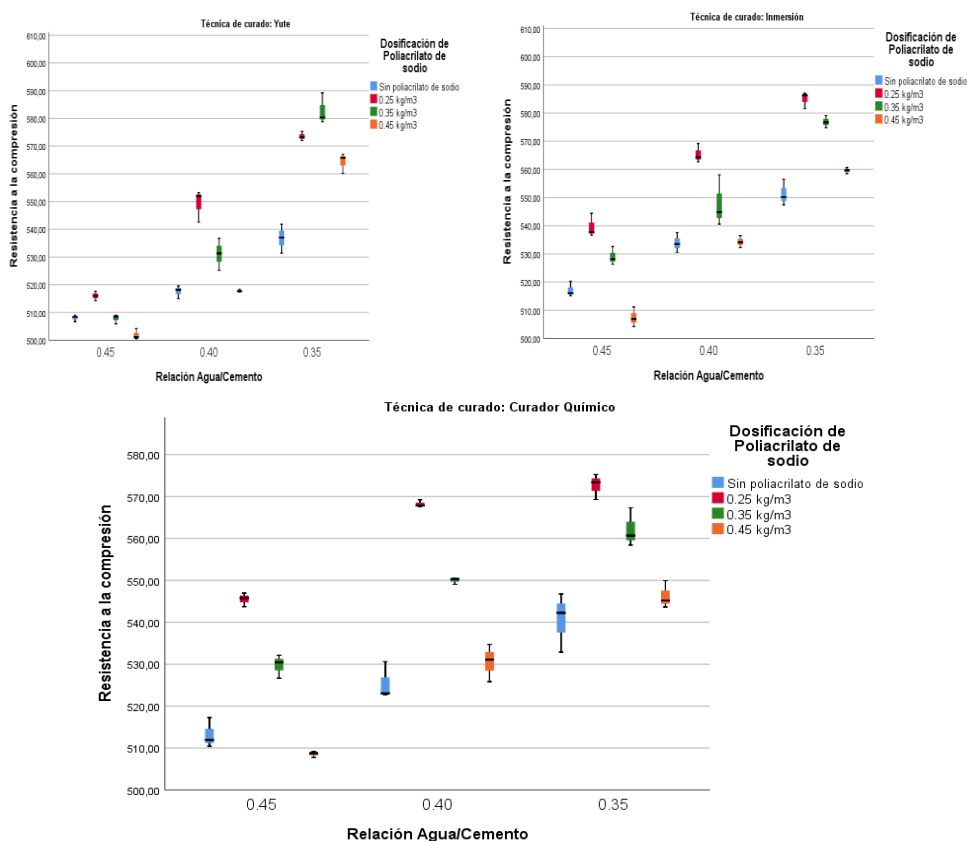 Técnica de curado: Yute
610,00
600,00
590,00
580,00
570,00
560,00
550,00
540,00
530,00
520,00
510,00
500,00
Resistencia a la compresión
0.45 0.40 0.35
Relación Agua/Cemento
Dosificación de
Poliacrilato de
sodio
Sin poliacrilato de sodio
0.25 kg/m3
0.35 kg/m3
0.45 kg/m3
Técnica de curado: Inmersión
610,00
600,00
590,00
580,00
570,00
560,00
550,00
540,00
530,00
520,00
510,00
500,00
Resistencia a la compresión
0.45 0.40 0.35
Relación Agua/Cemento
Dosificación de
Poliacrilato de
sodio
Sin poliacrilato de sodio
0.25 kg/m3
0.35 kg/m3
0.45 kg/m3
Técnica de curado: Curador Químico
580,00
570,00
560,00
550,00
540,00
530,00
520,00
510,00
500,00
Resistencia a la compresión
0.45 0.40 0.35
Relación Agua/Cemento
Dosificación de
Poliacrilato de
sodio
Sin poliacrilato de sodio
0.25 kg/m3
0.35 kg/m3
0.45 kg/m3